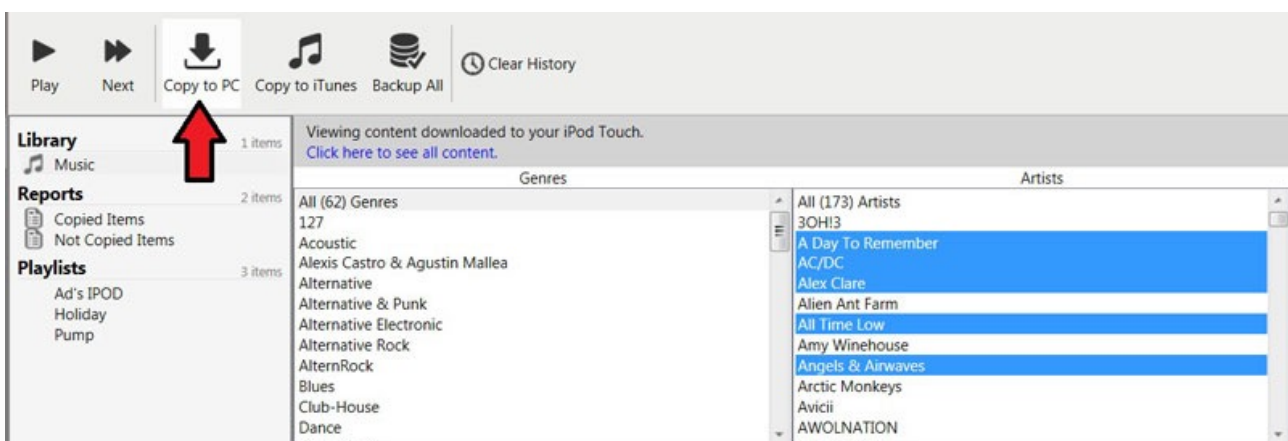 Play
Next
Copy to PC
Copy to iTunes
Backup All
Clear History
Library
1 items
Music
Reports
2 items
Copied Items
Not Copied Items
Playlists
3 items
Ad's IPOD
Holiday
Pump
Viewing content downloaded to your iPod Touch.
Click here to see all content.
Genres
All (62) Genres
127
Acoustic
Alexis Castro & Agustin Mallea
Alternative
Alternative & Punk
Alternative Electronic
Alternative Rock
AlternRock
Blues
Club-House
Dance
Artists
All (173) Artists
3OH!3
A Day To Remember
AC/DC
Alex Clare
Alien Ant Farm
All Time Low
Amy Winehouse
Angels & Airwaves
Arctic Monkeys
Avicii
AWOLNATION